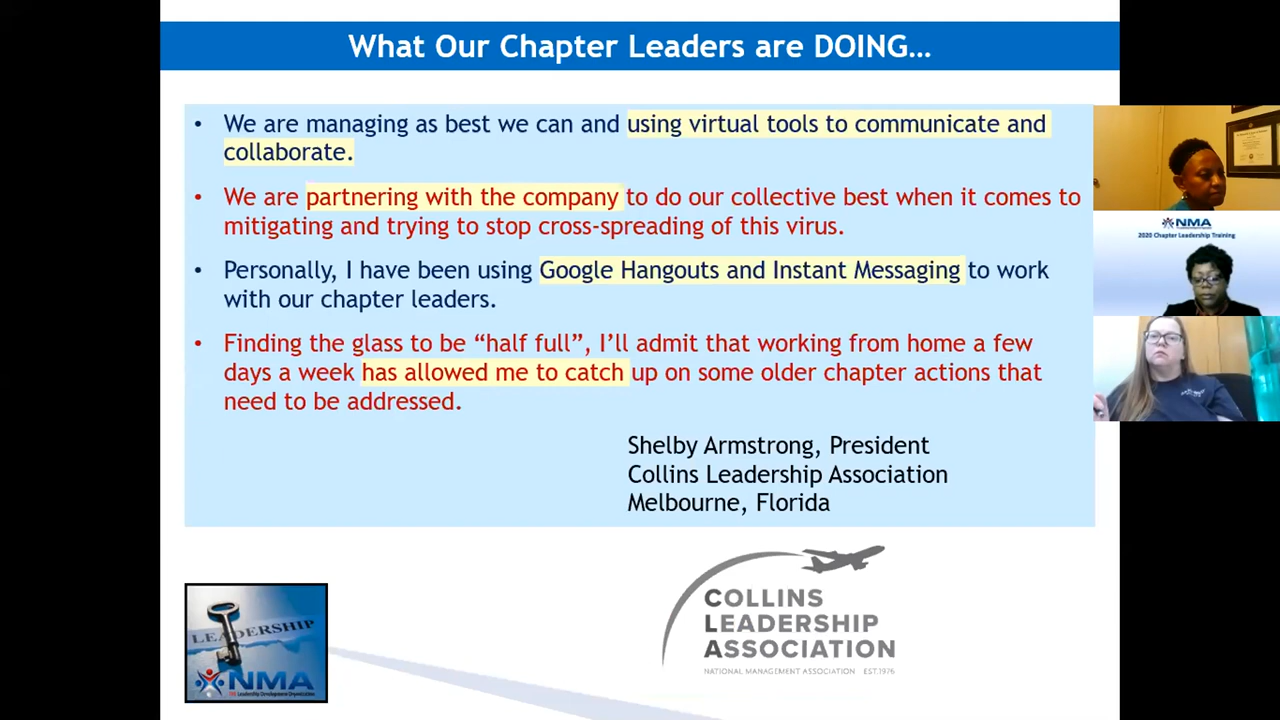 What Our Chapter Leaders are DOING…
• We are managing as best we can and using virtual tools to communicate and
collaborate.
• We are partnering with the company to do our collective best when it comes to
mitigating and trying to stop cross-spreading of this virus.
• Personally, I have been using Google Hangouts and Instant Messaging to work
with our chapter leaders.
• Finding the glass to be “half full”, I’ll admit that working from home a few
days a week has allowed me to catch up on some older chapter actions that
need to be addressed.
Shelby Armstrong, President
Collins Leadership Association
Melbourne, Florida
NMA
2020 Chapter Leadership Training
LEADERSHIP
NMA
THE Leadership Development Organization
COLLINS
LEADERSHIP
ASSOCIATION
NATIONAL MANAGEMENT ASSOCIATION EST.1976